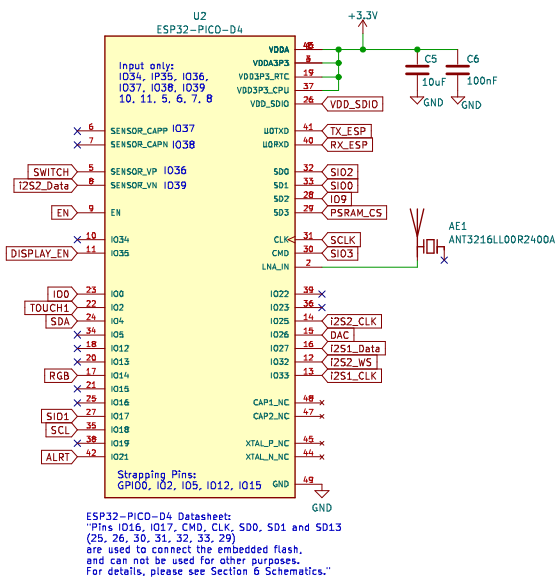 U2
ESP32-PICO-D4
+3.3V
Input only:
IO34, IP35, IO36,
IO37, IO38, IO39
10, 11, 5, 6, 7, 8
VDDA
VDDA3P3
VDD3P3_RTC 19
VDD3P3_CPU 37
VDD_SDIO 26 VDD_SDIO
C5
10uF
GND
C6
100nF
GND
6 SENSOR_CAPP IO37
7 SENSOR_CAPN IO38
U0TXD 41 TX_ESP
U0RXD 40 RX_ESP
SWITCH 5 SENSOR_VP IO36
i2S2_Data 8 SENSOR_VN IO39
SD0 32 SIO2
SD1 33 SIO0
SD2 28 IO9
SD3 29 PSRAM_CS
EN 9 EN
10 IO34
DISPLAY_EN 11 IO35
CLK 31 SCLK
CMD 30 SIO3
LNA_IN 2
AE1
ANT3216LL00R2400A
IO0 23 IO0
TOUCH1 22 IO2
SDA 24 IO4
34 IO5
18 IO12
20 IO13
RGB 17 IO14
21 IO15
25 IO16
SID1 27 IO17
SCL 35 IO18
38 IO19
ALRT 42 IO21
IO22 39
IO23 36
IO25 14 i2S2_CLK
IO26 15 DAC
IO27 16 i2S1_Data
IO32 12 i2S2_WS
IO33 13 i2S1_CLK
CAP1_NC 48
CAP2_NC 47
XTAL_P_NC 45
XTAL_N_NC 44
GND 49
GND
Strapping Pins:
GPIO0, IO2, IO5, IO12, IO15
ESP32-PICO-D4 Datasheet:
"Pins IO16, IO17, CMD, CLK, SD0, SD1 and SD13
(25, 26, 30, 31, 32, 33, 29)
are used to connect the embedded flash,
and can not be used for other purposes.
For details, please see Section 6 Schematics."